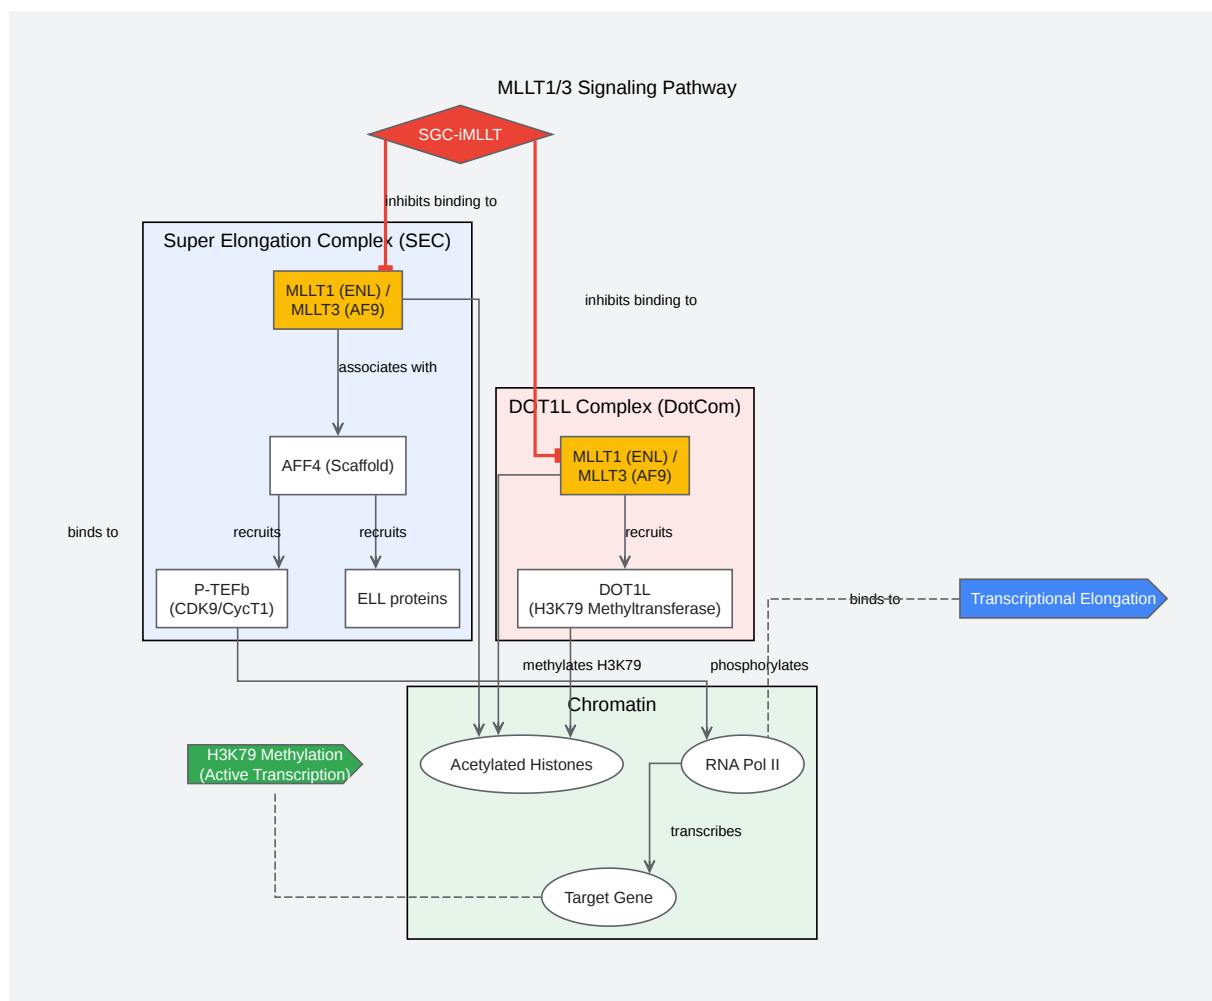 MLLT1/3 Signaling Pathway
SGC-iMLLT
inhibits binding to
Super Elongation Complex (SEC)
MLLT1 (ENL) /
MLLT3 (AF9)
inhibits binding to
associates with
DOT1L Complex (DotCom)
AFF4 (Scaffold)
MLLT1 (ENL) /
MLLT3 (AF9)
binds to
recruits
recruits
recruits
P-TEFb
(CDK9/CycT1)
ELL proteins
DOT1L
(H3K79 Methyltransferase)
binds to
Transcriptional Elongation
methylates H3K79
phosphorylates
Chromatin
H3K79 Methylation
(Active Transcription)
Acetylated Histones
RNA Pol II
transcribes
Target Gene